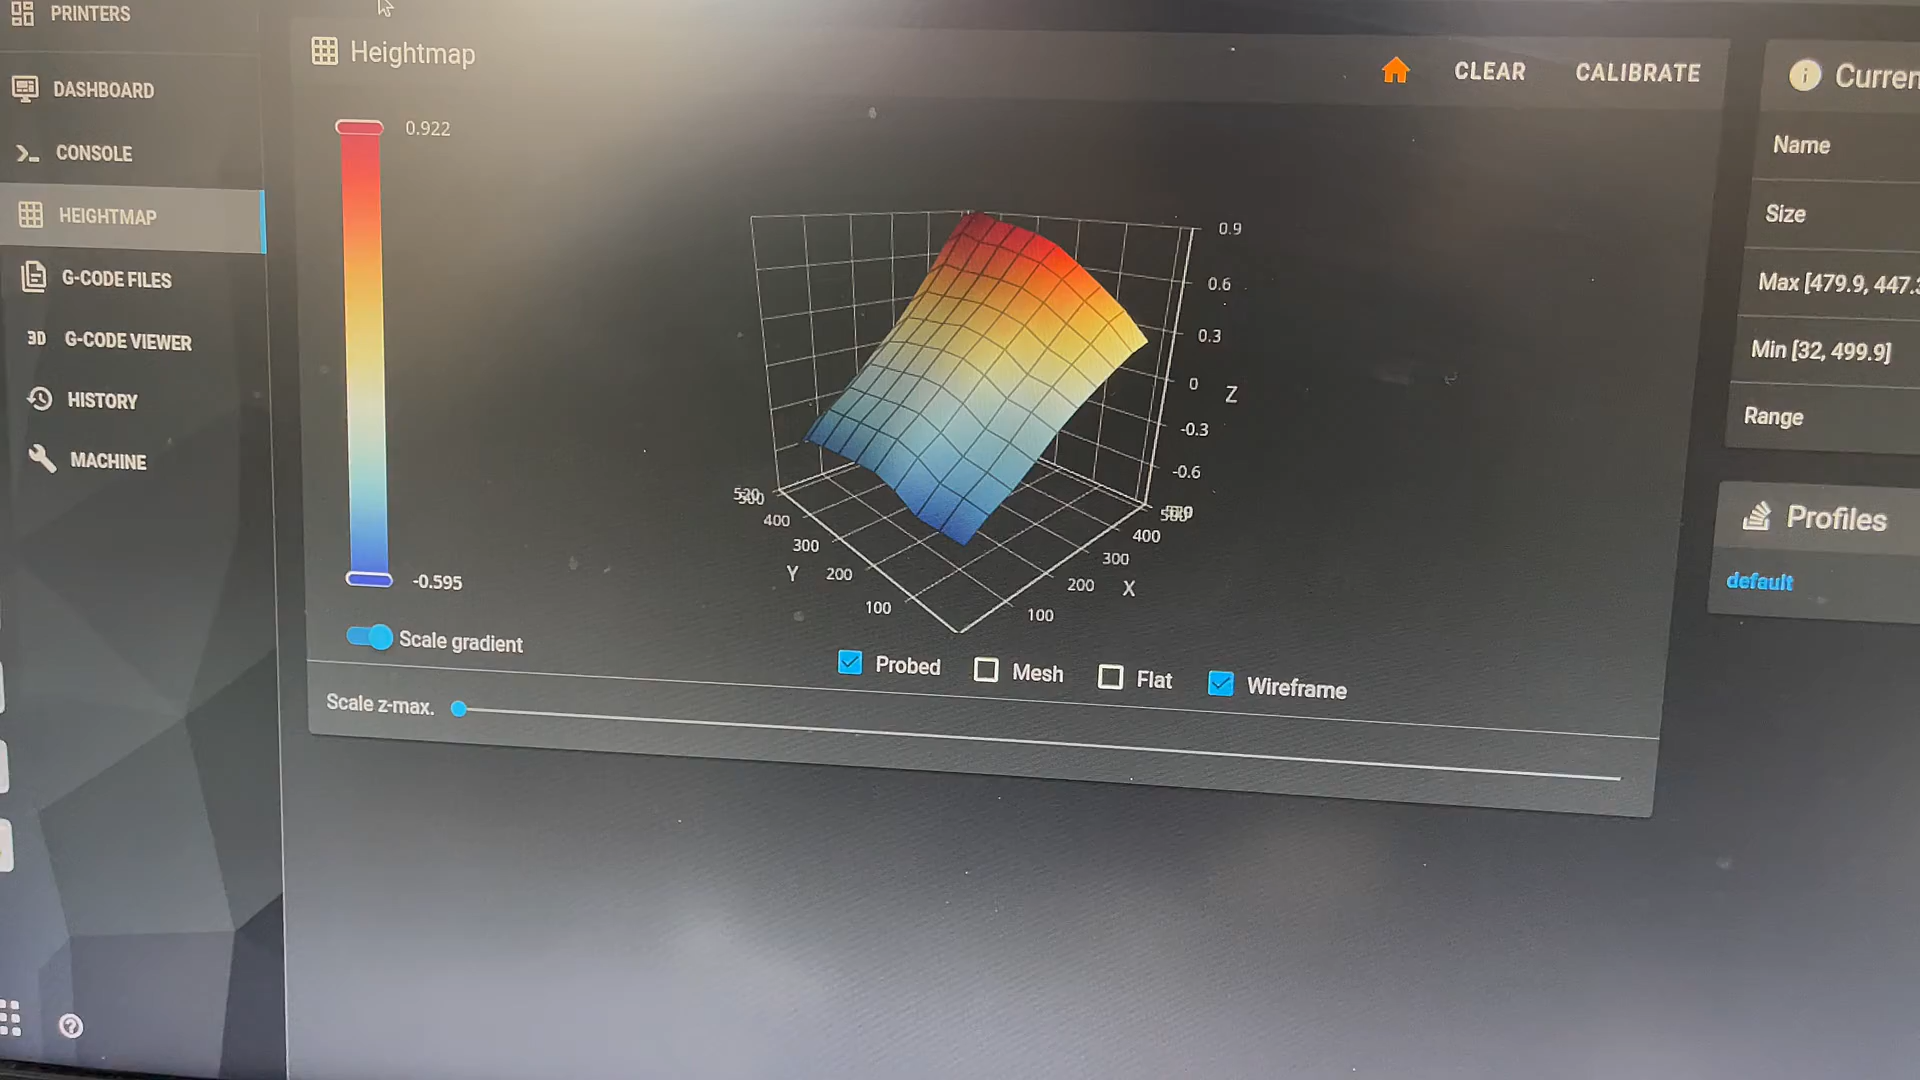 PRINTERS
DASHBOARD
CONSOLE
HEIGHTMAP
G-CODE FILES
3D G-CODE VIEWER
HISTORY
MACHINE
Heightmap
CLEAR CALIBRATE
0.922
-0.595
Scale gradient
0.9
0.6
0.3
0
Z
-0.3
-0.6
400
300
Y 200
100
400
300
200 X
100
Probed Mesh Flat Wireframe
Scale z-max.
Curren
Name
Size
Max [479.9, 447.3
Min [32, 499.9]
Range
Profiles
default